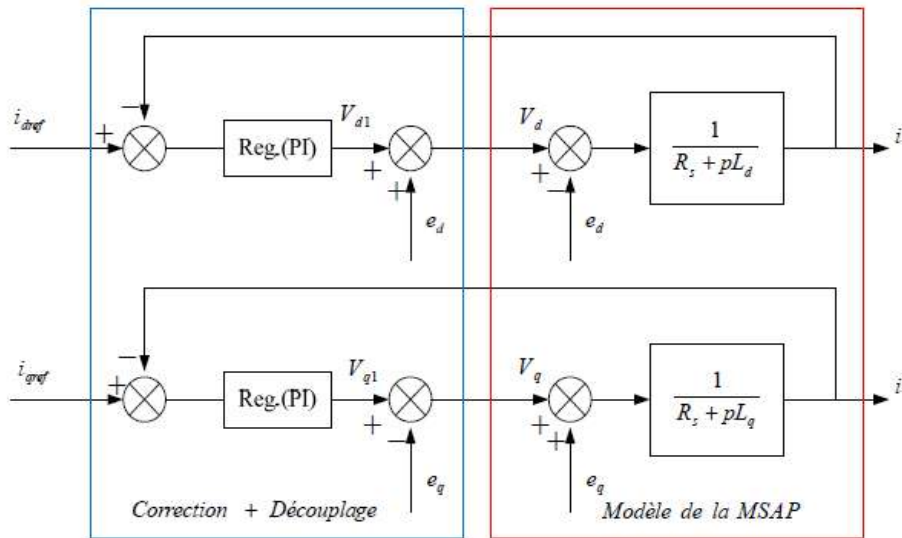 −
i_dref
+
Reg.(PI)
V_d1
+
+
e_d
V_d
+
−
e_d
1
R_s + pL_d
i
−
i_qref
+
Reg.(PI)
V_q1
+
−
e_q
V_q
+
+
e_q
1
R_s + pL_q
i
Correction + Découplage
Modèle de la MSAP